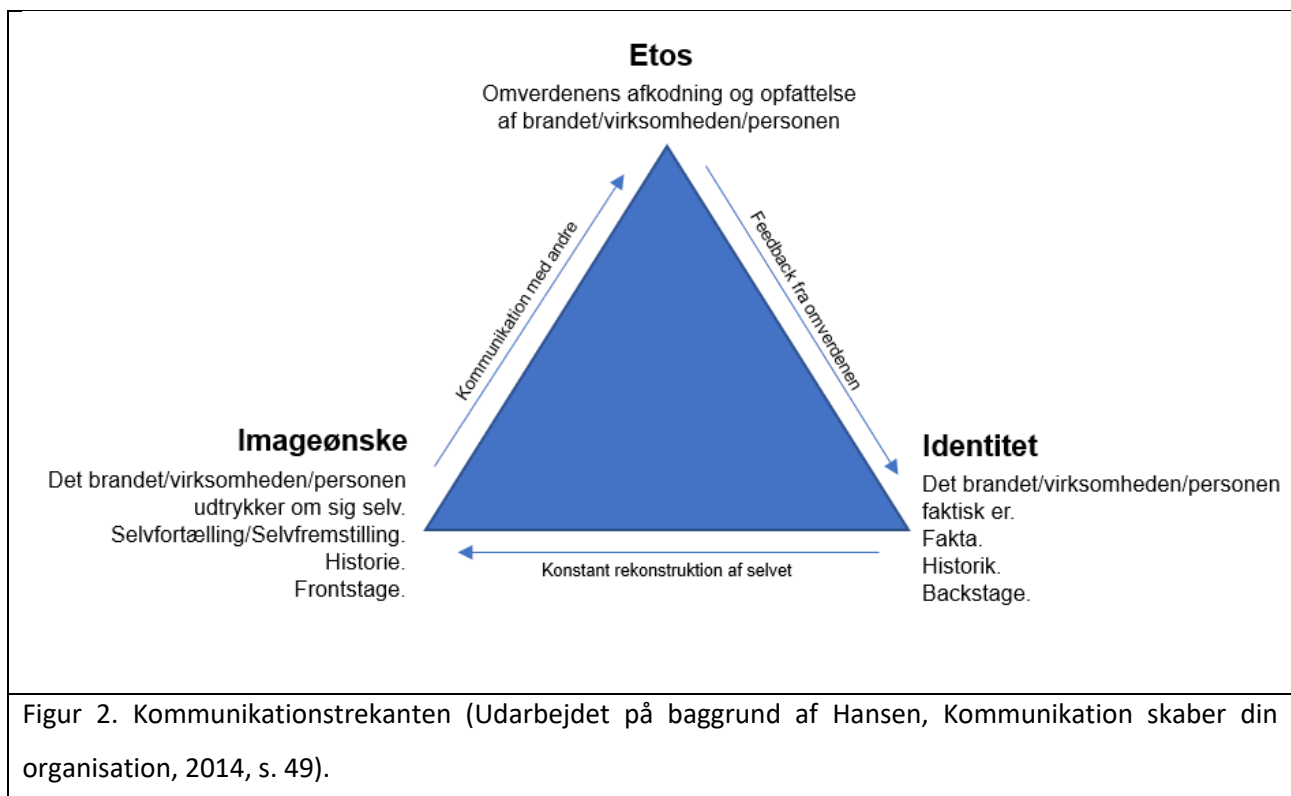 Etos
Omverdenens afkodning og opfattelse
af brandet/virksomheden/personen
Kommunikation med andre
Feedback fra omverdenen
Imageønske
Det brandet/virksomheden/personen
udtrykker om sig selv.
Selvfortælling/Selvfremstilling.
Historie.
Frontstage.
Identitet
Det brandet/virksomheden/personen
faktisk er.
Fakta.
Historik.
Backstage.
Konstant rekonstruktion af selvet
Figur 2. Kommunikationstrekanten (Udarbejdet på baggrund af Hansen, Kommunikation skaber din
organisation, 2014, s. 49).